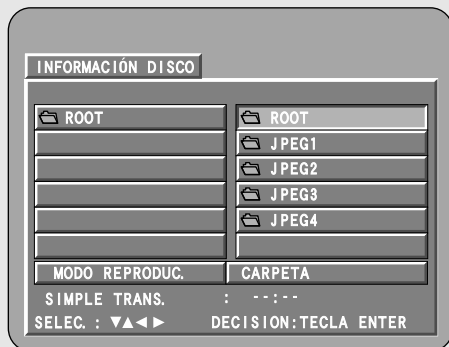 INFORMACIÓN DISCO
ROOT ROOT
JPEG1
JPEG2
JPEG3
JPEG4
MODO REPRODUC. CARPETA
SIMPLE TRANS. : --:--
SELEC. : ▼▲◄► DECISION:TECLA ENTER